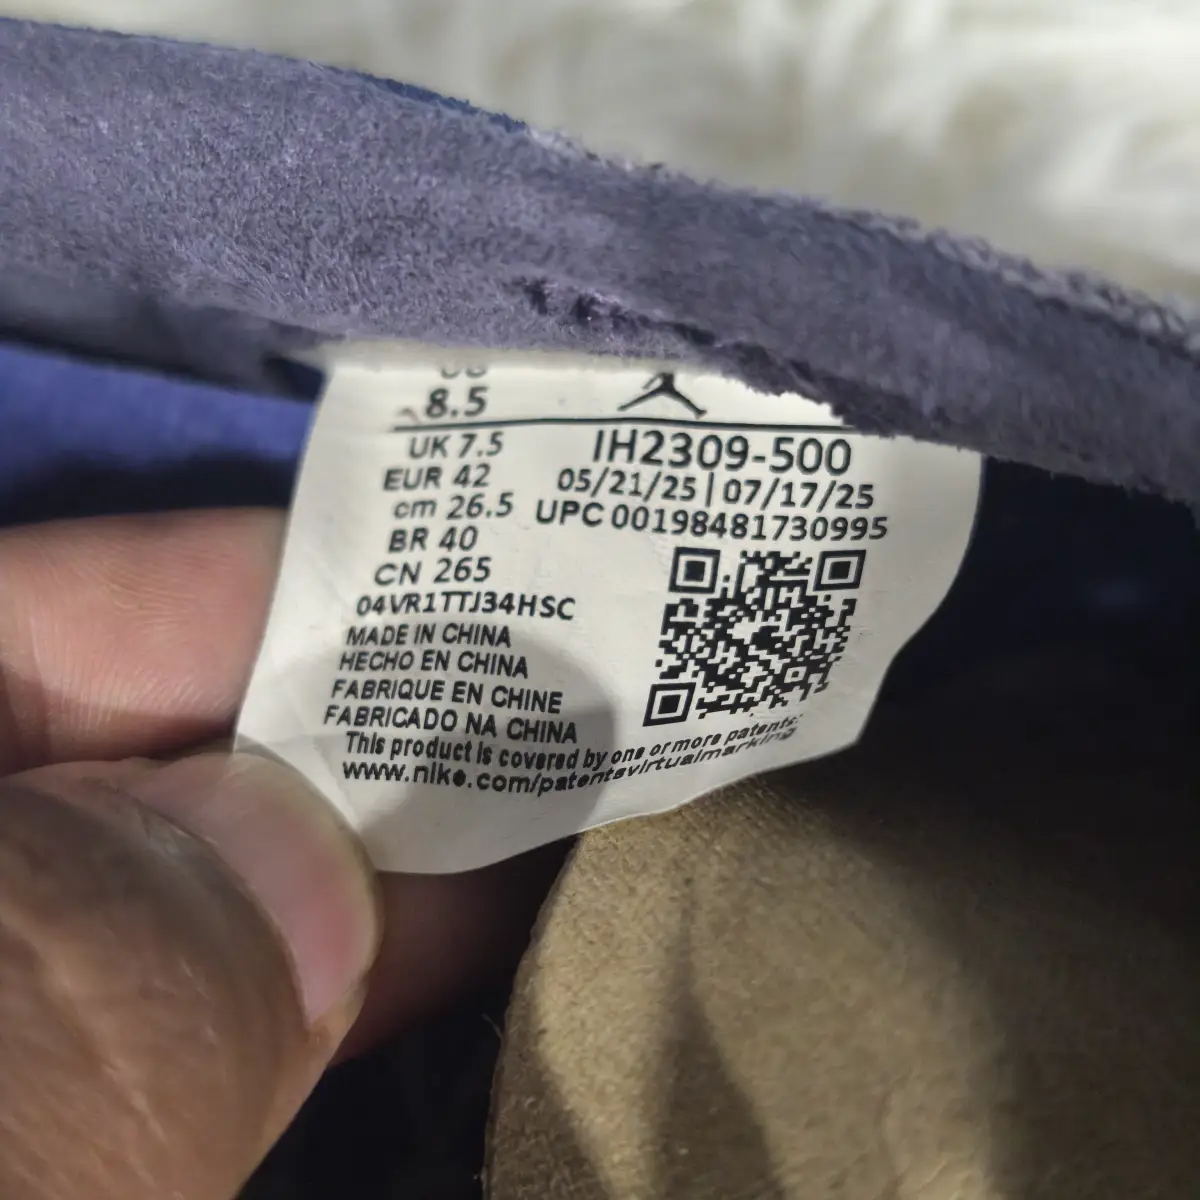 8.5
UK 7.5
EUR 42
cm 26.5
BR 40
CN 265
04VR1TTJ34HSC
MADE IN CHINA
HECHO EN CHINA
FABRIQUE EN CHINE
FABRICADO NA CHINA
IH2309-500
05/21/25 | 07/17/25
UPC 00198481730995
This product is covered by one or more patents:
www.nike.com/patentsvirtualmarking